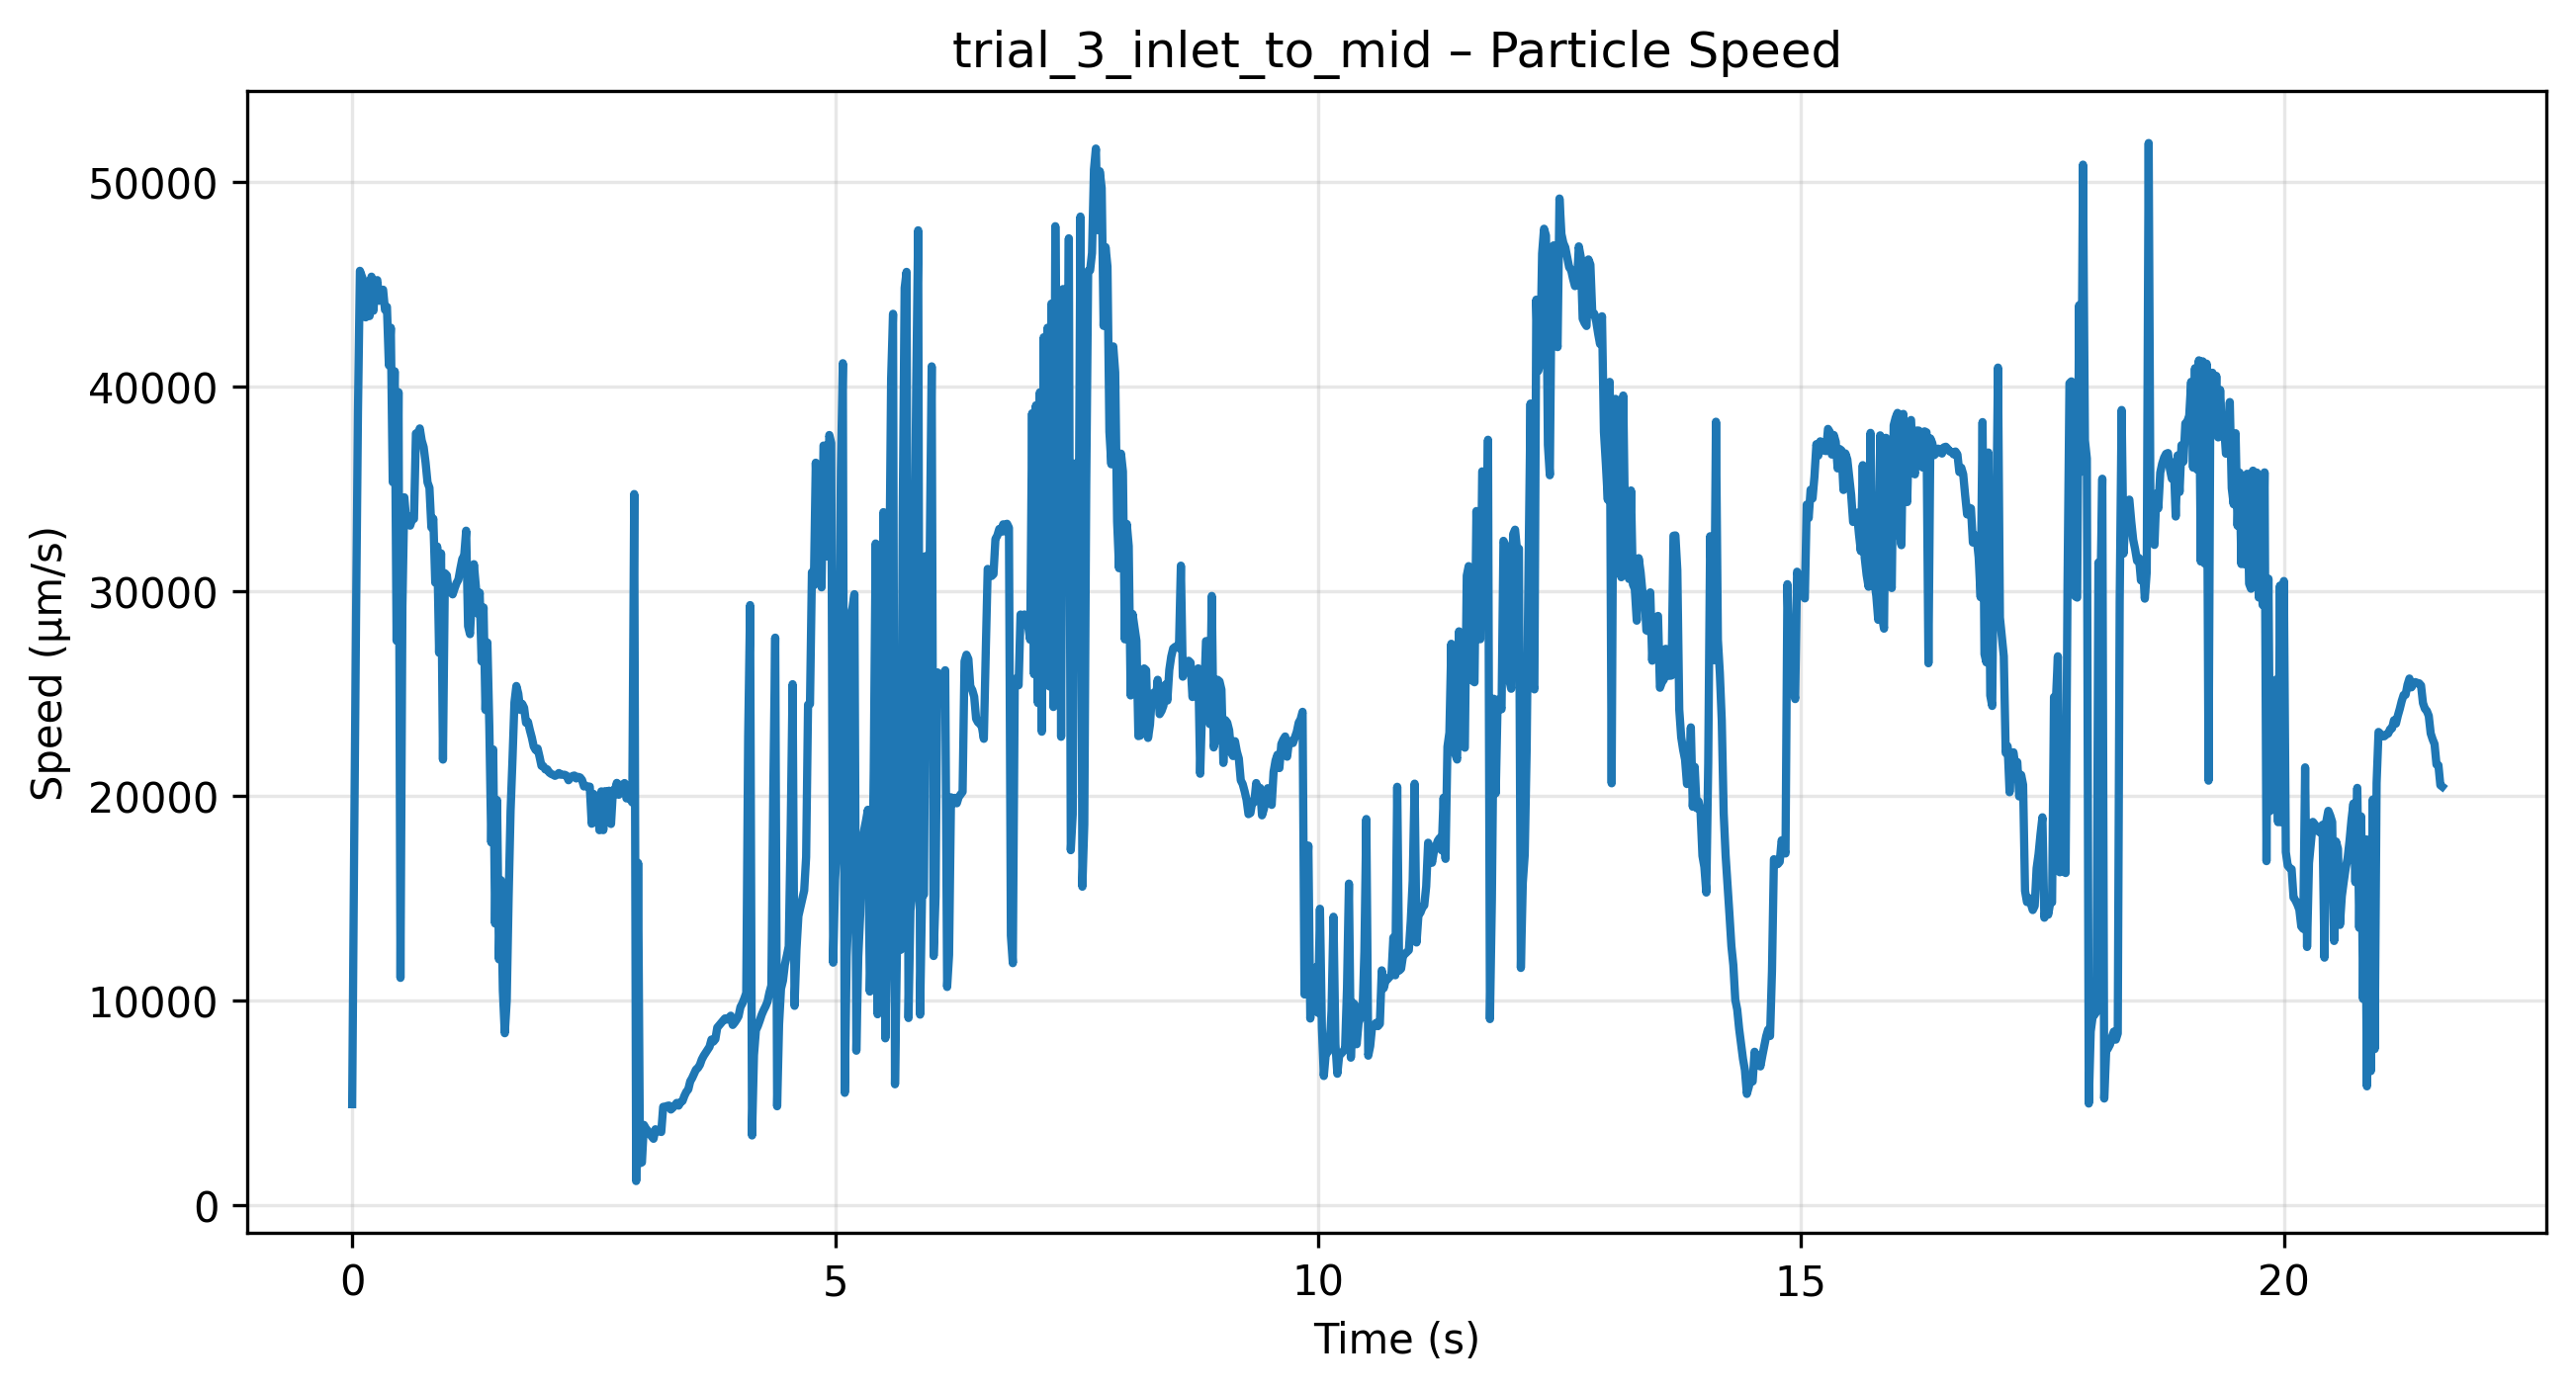 trial_3_inlet_to_mid – Particle Speed
Speed (µm/s)
50000
40000
30000
20000
10000
0
0 5 10 15 20
Time (s)